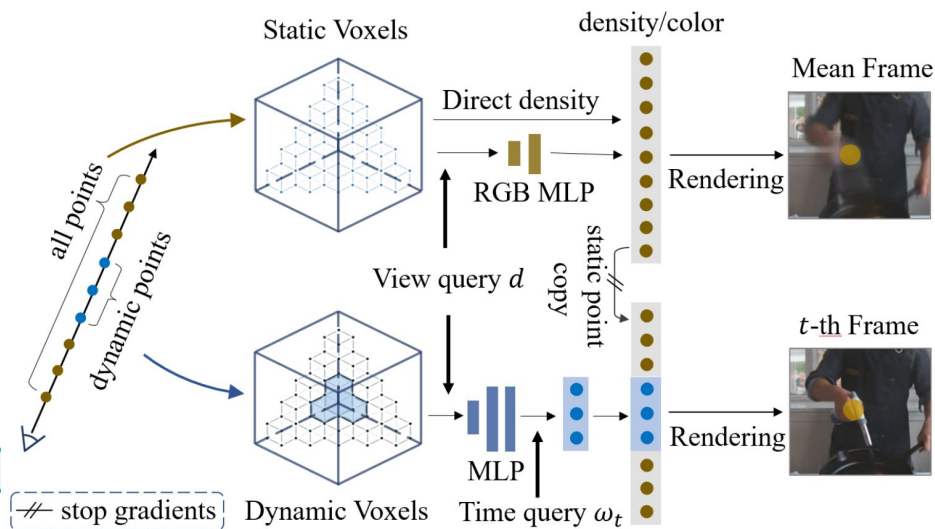 Static Voxels
density/color
Mean Frame
Direct density
RGB MLP
Rendering
all points
dynamic points
View query d
static point
copy
t-th Frame
MLP
Rendering
stop gradients
Dynamic Voxels
Time query ω_t